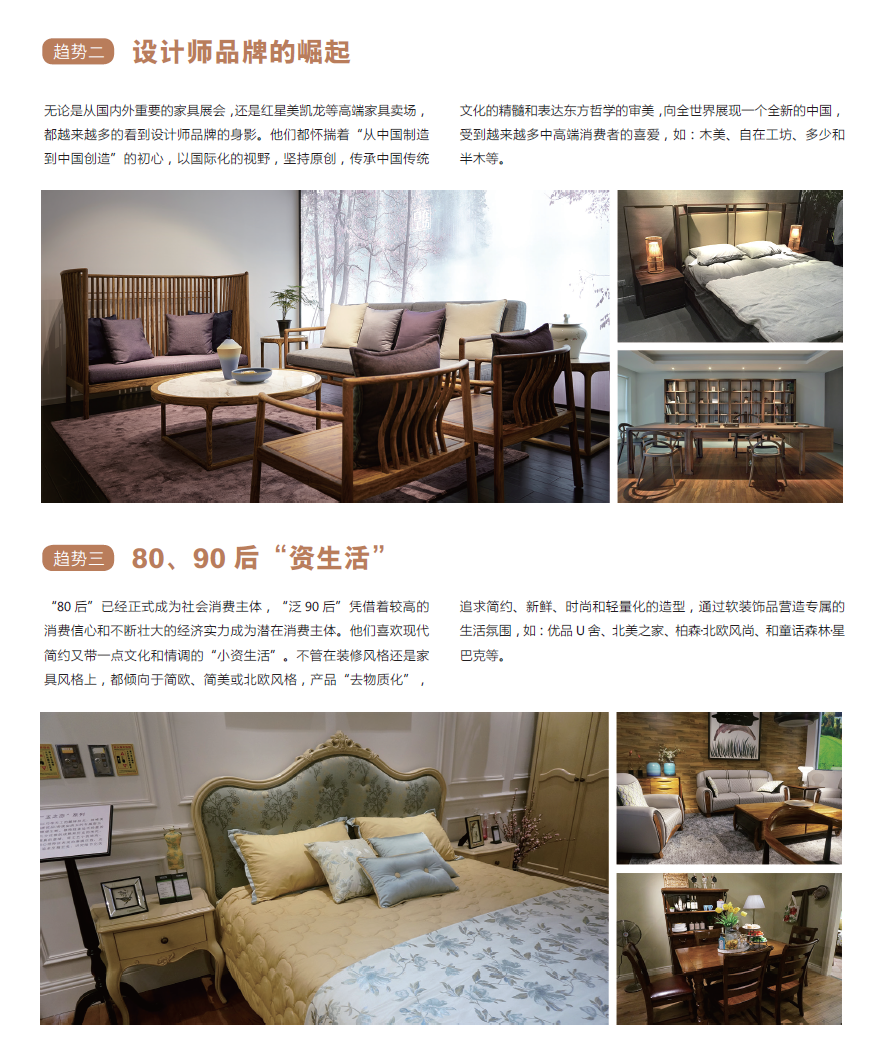 趋势二 设计师品牌的崛起
无论是从国内外重要的家具展会,还是红星美凯龙等高端家具卖场，
都越来越多的看到设计师品牌的身影。他们都怀揣着“从中国制造
到中国创造”的初心，以国际化的视野，坚持原创，传承中国传统
文化的精髓和表达东方哲学的审美,向全世界展现一个全新的中国，
受到越来越多中高端消费者的喜爱，如：木美、自在工坊、多少和
半木等。
趋势三 80、90 后“资生活”
“80 后”已经正式成为社会消费主体，“泛 90 后”凭借着较高的
消费信心和不断壮大的经济实力成为潜在消费主体。他们喜欢现代
简约又带一点文化和情调的“小资生活”。不管在装修风格还是家
具风格上，都倾向于简欧、简美或北欧风格，产品“去物质化”，
追求简约、新鲜、时尚和轻量化的造型，通过软装饰品营造专属的
生活氛围，如：优品 U 舍、北美之家、柏森·北欧风尚、和童话森林·星
巴克等。